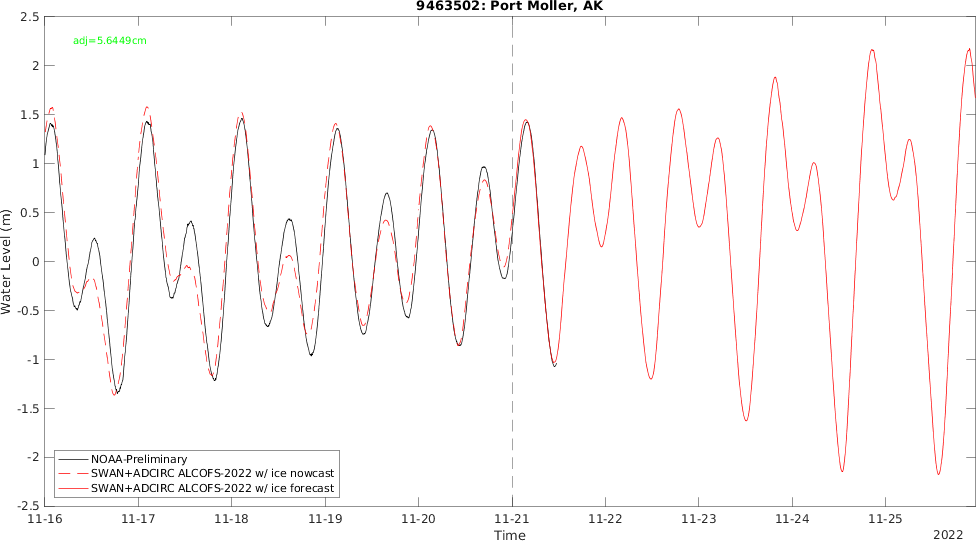 9463502: Port Moller, AK
adj=5.6449cm
2.5
2
1.5
1
0.5
0
-0.5
-1
-1.5
-2
-2.5
Water Level (m)
NOAA-Preliminary
SWAN+ADCIRC ALCOFS-2022 w/ ice nowcast
SWAN+ADCIRC ALCOFS-2022 w/ ice forecast
11-16 11-17 11-18 11-19 11-20 11-21 11-22 11-23 11-24 11-25
Time
2022